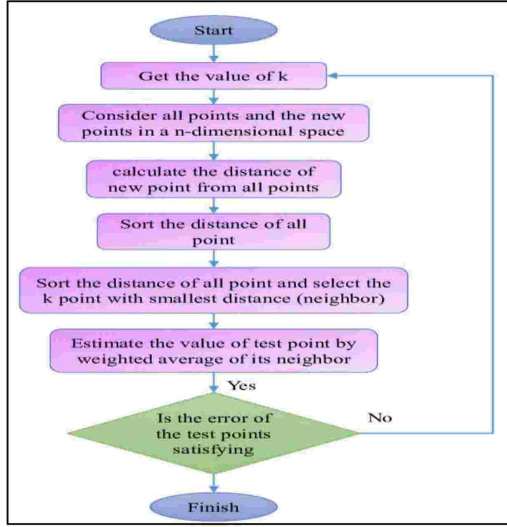 Start
Get the value of k
Consider all points and the new
points in a n-dimensional space
calculate the distance of
new point from all points
Sort the distance of all
point
Sort the distance of all point and select the
k point with smallest distance (neighbor)
Estimate the value of test point by
weighted average of its neighbor
Yes
Is the error of
the test points
satisfying
No
Finish